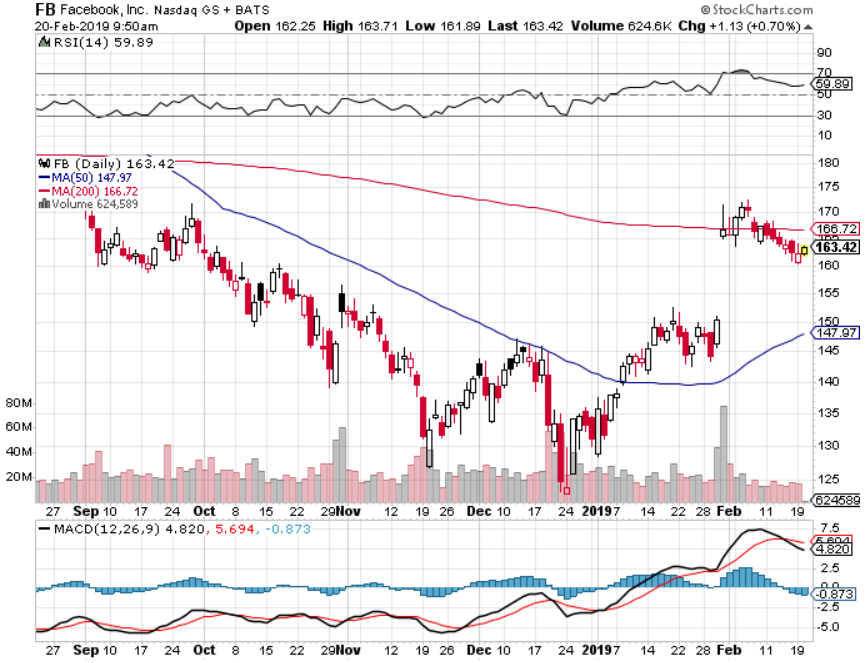 FB Facebook, Inc. Nasdaq GS + BATS © StockCharts.com
20-Feb-2019 9:50am Open 162.25 High 163.71 Low 161.89 Last 163.42 Volume 624.6K Chg +1.13 (+0.70%)
RSI(14) 59.89
90
70
59.89
50
30
10
FB (Daily) 163.42
MA(50) 147.97
MA(200) 166.72
Volume 624,589
180
175
170
166.72
165
163.42
160
155
150
147.97
145
140
135
130
125
624589
80M
60M
40M
20M
27 Sep 10 17 24 Oct 8 15 22 29 Nov 12 19 26 Dec 10 17 24 2019 7 14 22 28 Feb 11 19
MACD(12,26,9) 4.820, 5.694, -0.873
7.5
5.694
4.820
2.5
0.0
-0.873
-2.5
-5.0
27 Sep 10 17 24 Oct 8 15 22 29 Nov 12 19 26 Dec 10 17 24 2019 7 14 22 28 Feb 11 19